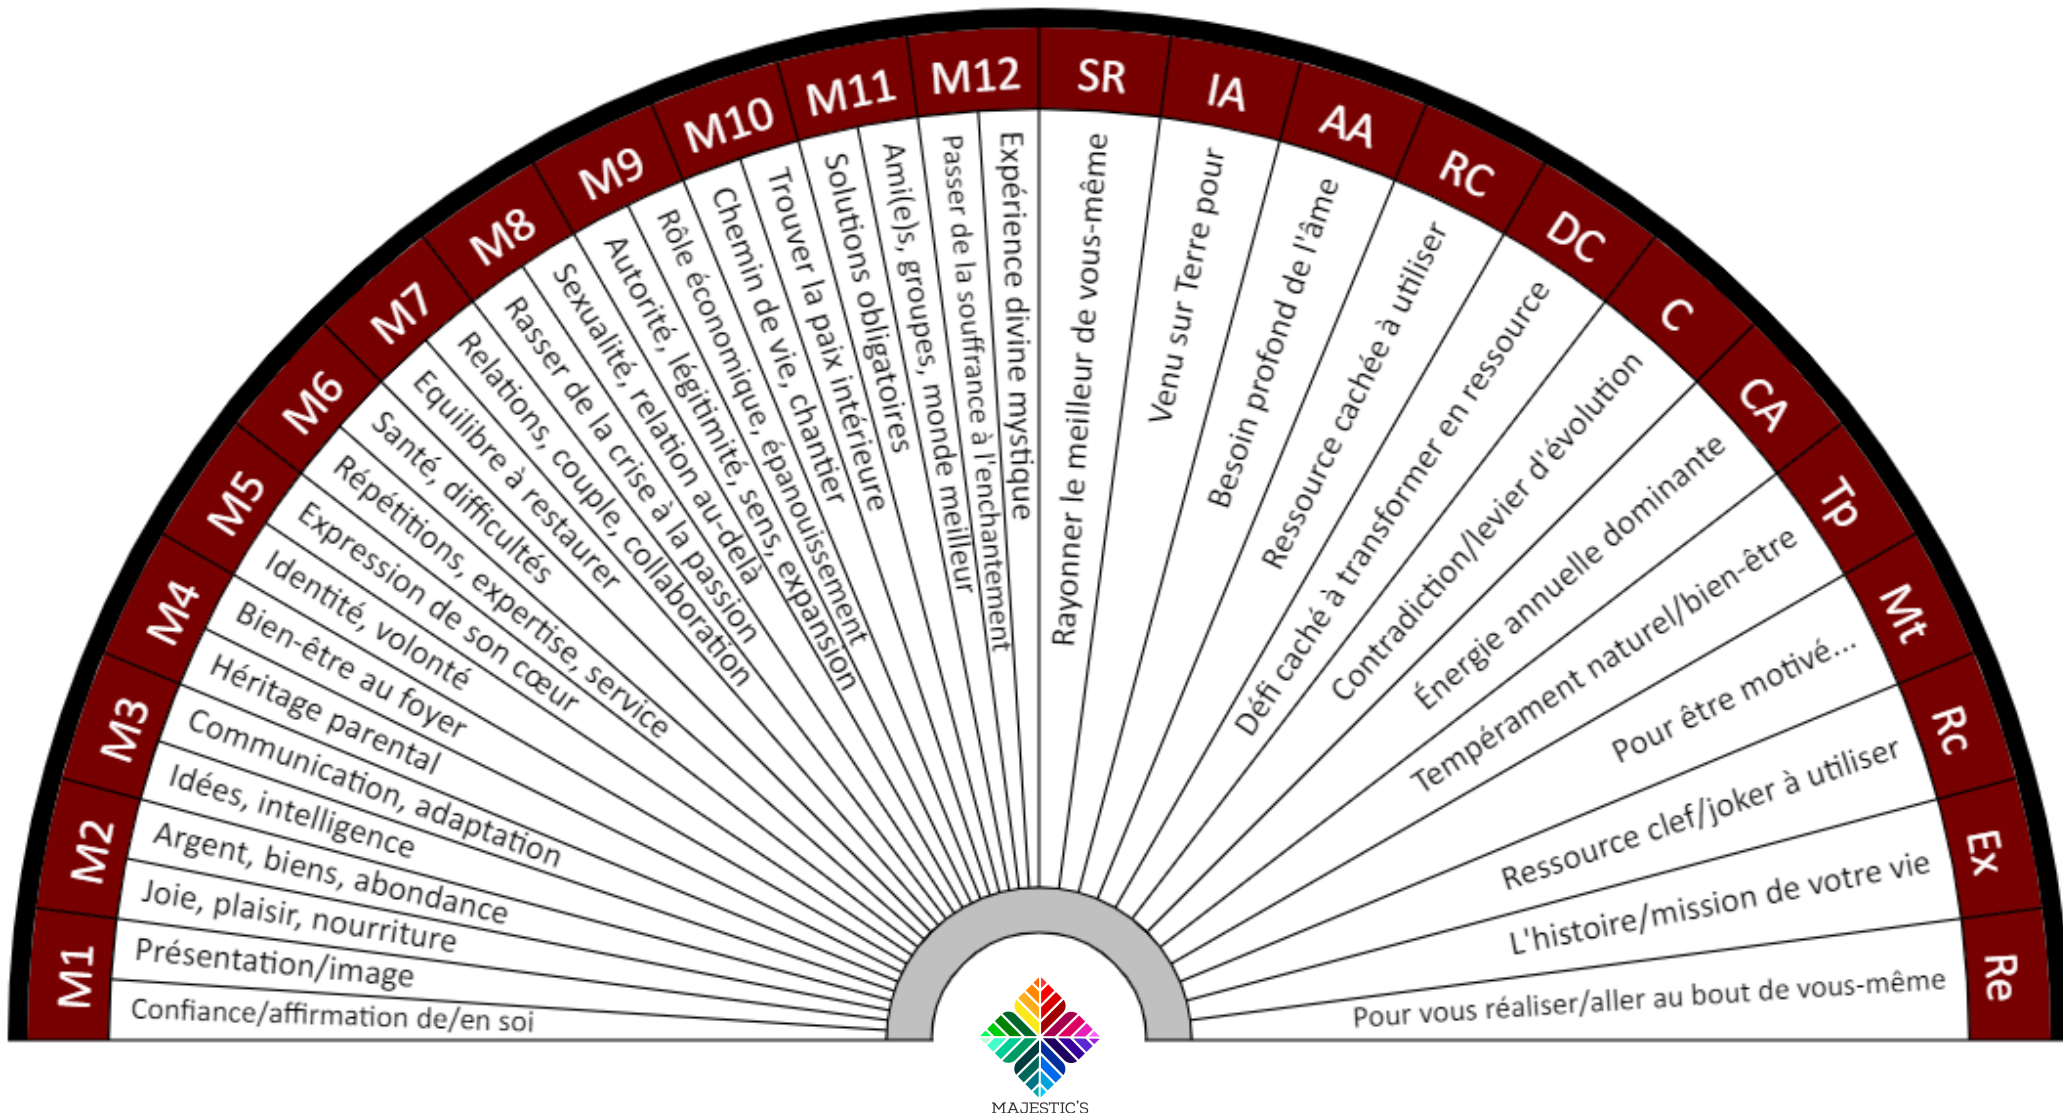 M1
Confiance/affirmation de/en soi
Présentation/image
M2
Joie, plaisir, nourriture
Argent, biens, abondance
M3
Idées, intelligence
Communication, adaptation
M4
Héritage parental
Bien-être au foyer
M5
Identité, volonté
Expression de son cœur
M6
Répétitions, expertise, service
Santé, difficultés
M7
Equilibre à restaurer
Relations, couple, collaboration
M8
Rasser de la crise à la passion
Sexualité, relation au-delà
M9
Autorité, légitimité, sens, expansion
Rôle économique, épanouissement
M10
Chemin de vie, chantier
Trouver la paix intérieure
M11
Solutions obligatoires
Ami(e)s, groupes, monde meilleur
M12
Passer de la souffrance à l'enchantement
Expérience divine mystique
SR
Rayonner le meilleur de vous-même
IA
Venu sur Terre pour
AA
Besoin profond de l'âme
RC
Ressource cachée à utiliser
DC
Défi caché à transformer en ressource
C
Contradiction/levier d'évolution
CA
Énergie annuelle dominante
Tp
Tempérament naturel/bien-être
Mt
Pour être motivé...
Rc
Ressource clef/joker à utiliser
Ex
L'histoire/mission de votre vie
Re
Pour vous réaliser/aller au bout de vous-même
MAJESTIC'S